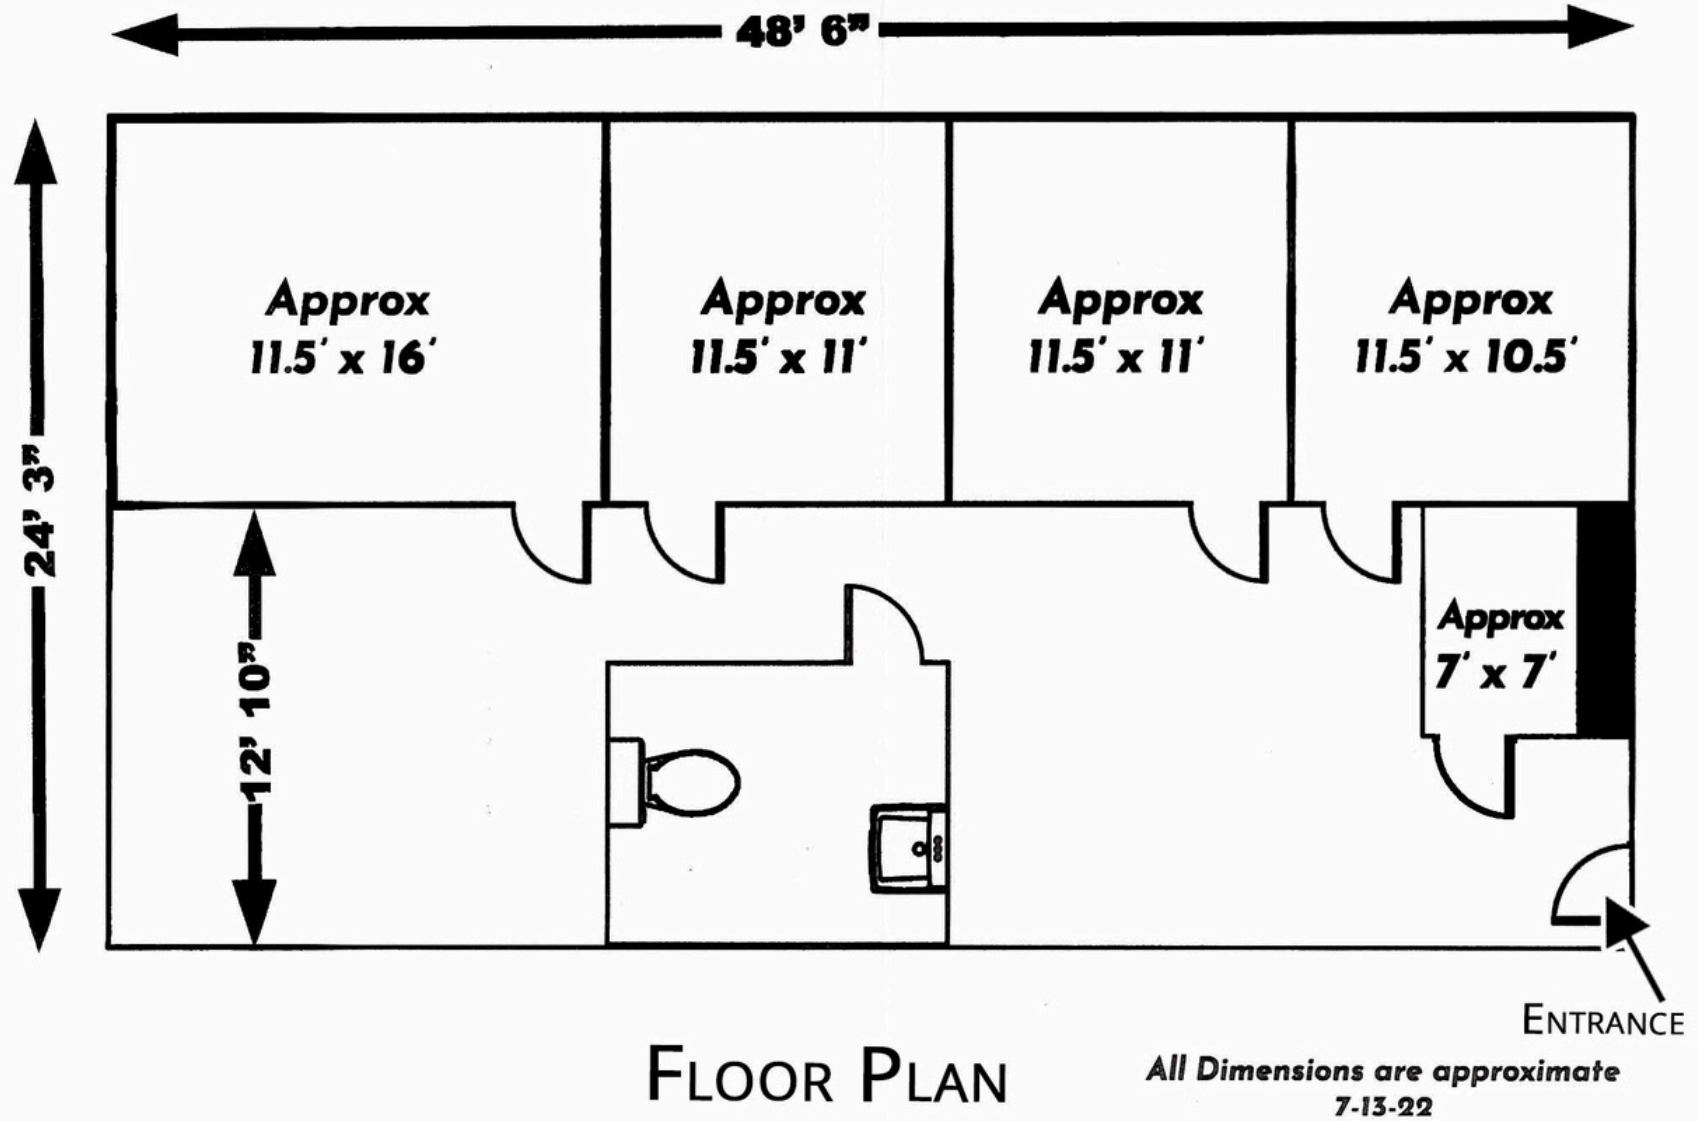 48' 6"
Approx
11.5' x 16'
Approx
11.5' x 11'
Approx
11.5' x 11'
Approx
11.5' x 10.5'
24' 3"
12' 10"
Approx
7' x 7'
ENTRANCE
FLOOR PLAN
All Dimensions are approximate
7-13-22